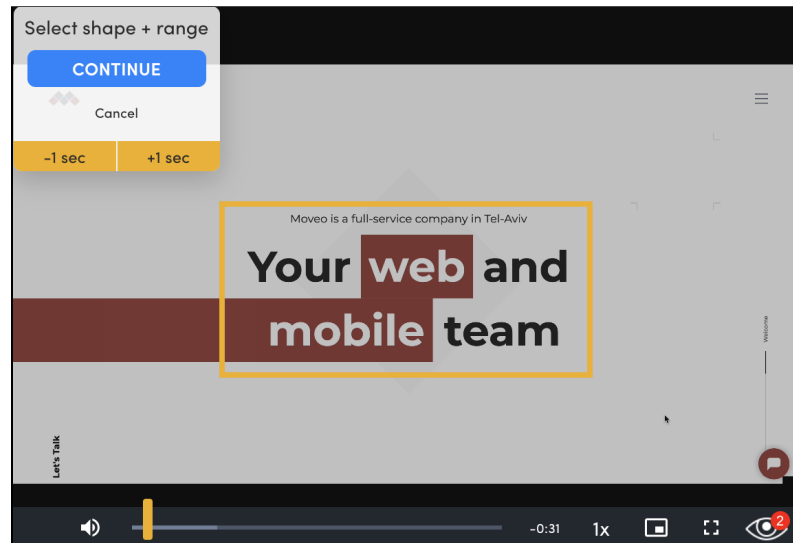 Select shape + range
CONTINUE
Cancel
-1 sec +1 sec
Moveo is a full-service company in Tel-Aviv
Your web and
mobile team
Welcome
Let's Talk
-0:31 1x 2